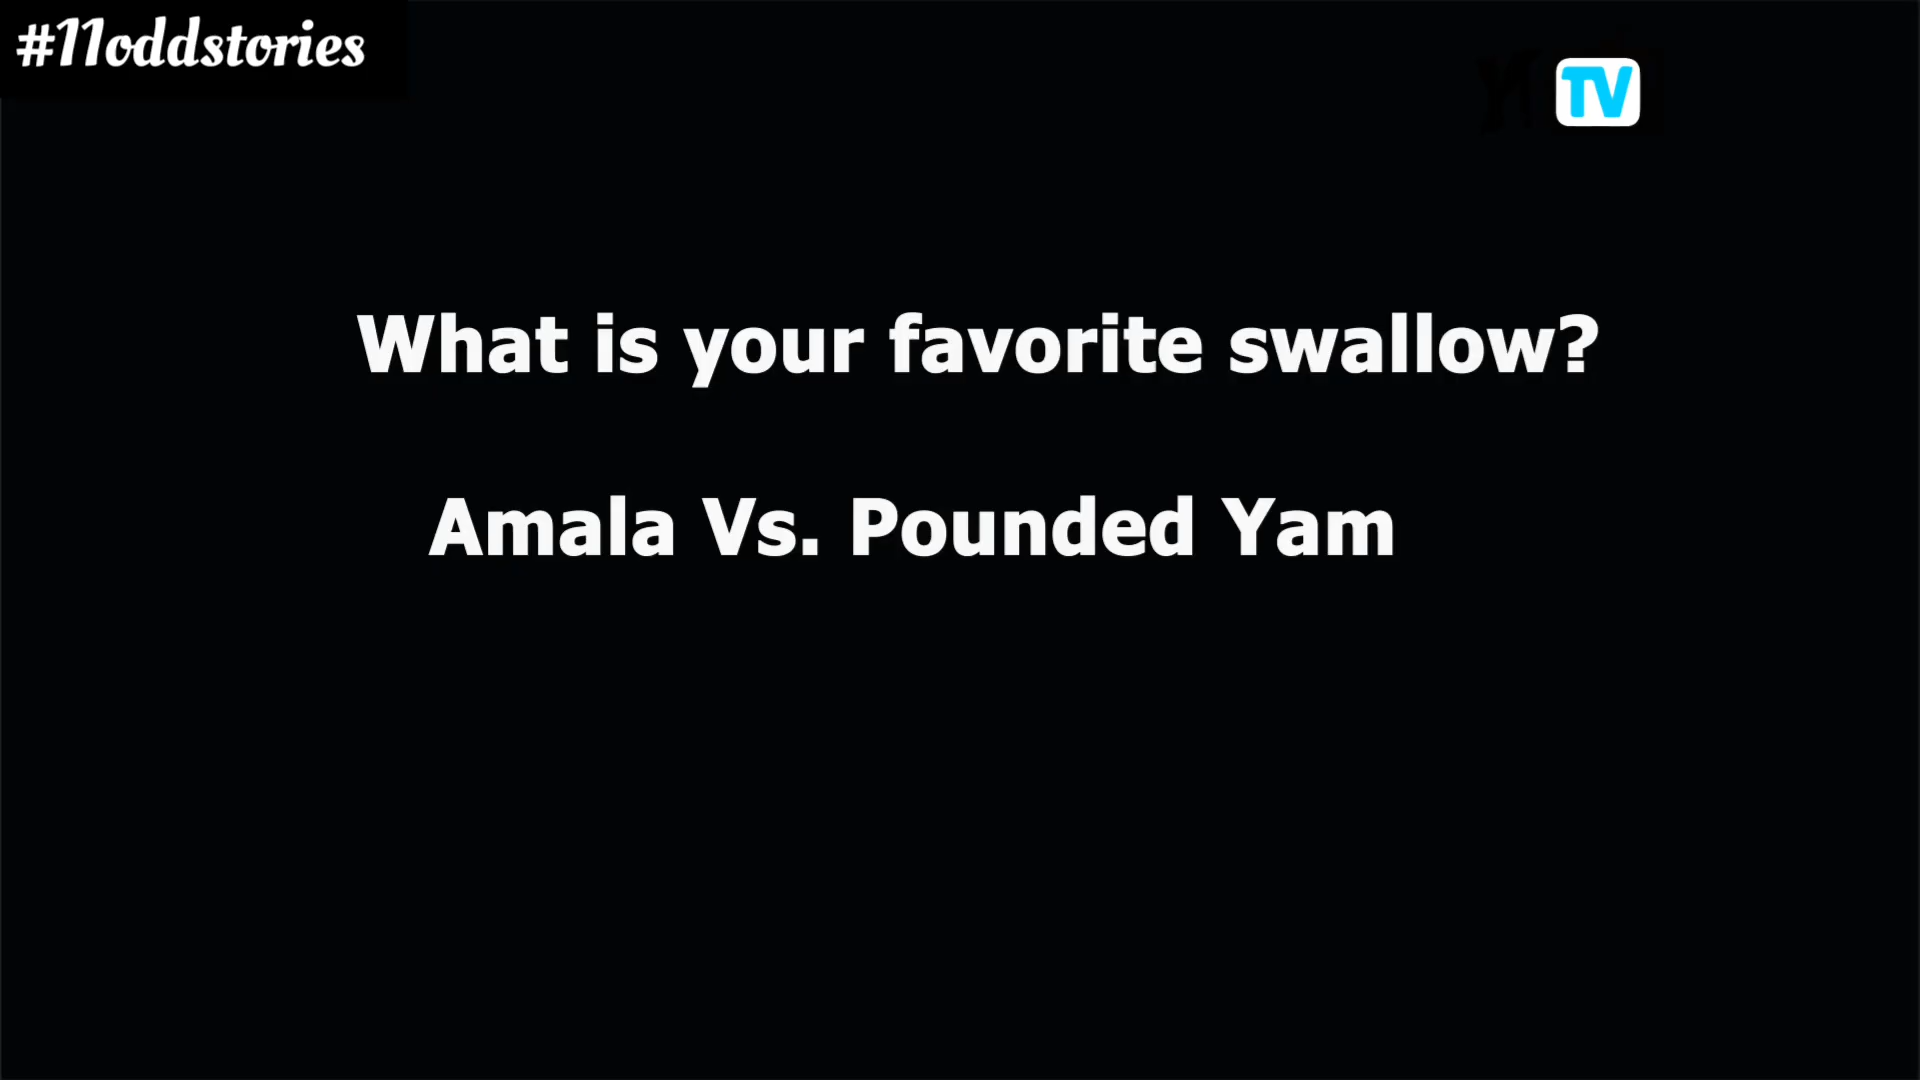 #11oddstories
TV
What is your favorite swallow?
Amala Vs. Pounded Yam